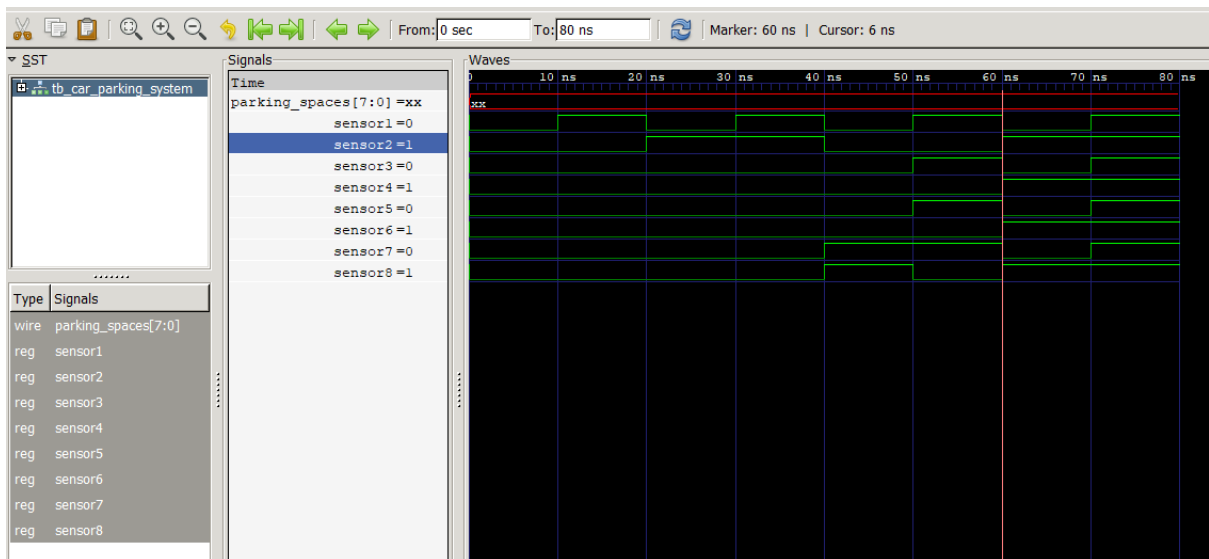 From: 0 sec To: 80 ns Marker: 60 ns | Cursor: 6 ns
SST
tb_car_parking_system
Type Signals
wire parking_spaces[7:0]
reg sensor1
reg sensor2
reg sensor3
reg sensor4
reg sensor5
reg sensor6
reg sensor7
reg sensor8
Signals
Time
parking_spaces[7:0] =xx
sensor1 =0
sensor2 =1
sensor3 =0
sensor4 =1
sensor5 =0
sensor6 =1
sensor7 =0
sensor8 =1
Waves
0 10 ns 20 ns 30 ns 40 ns 50 ns 60 ns 70 ns 80 ns
xx